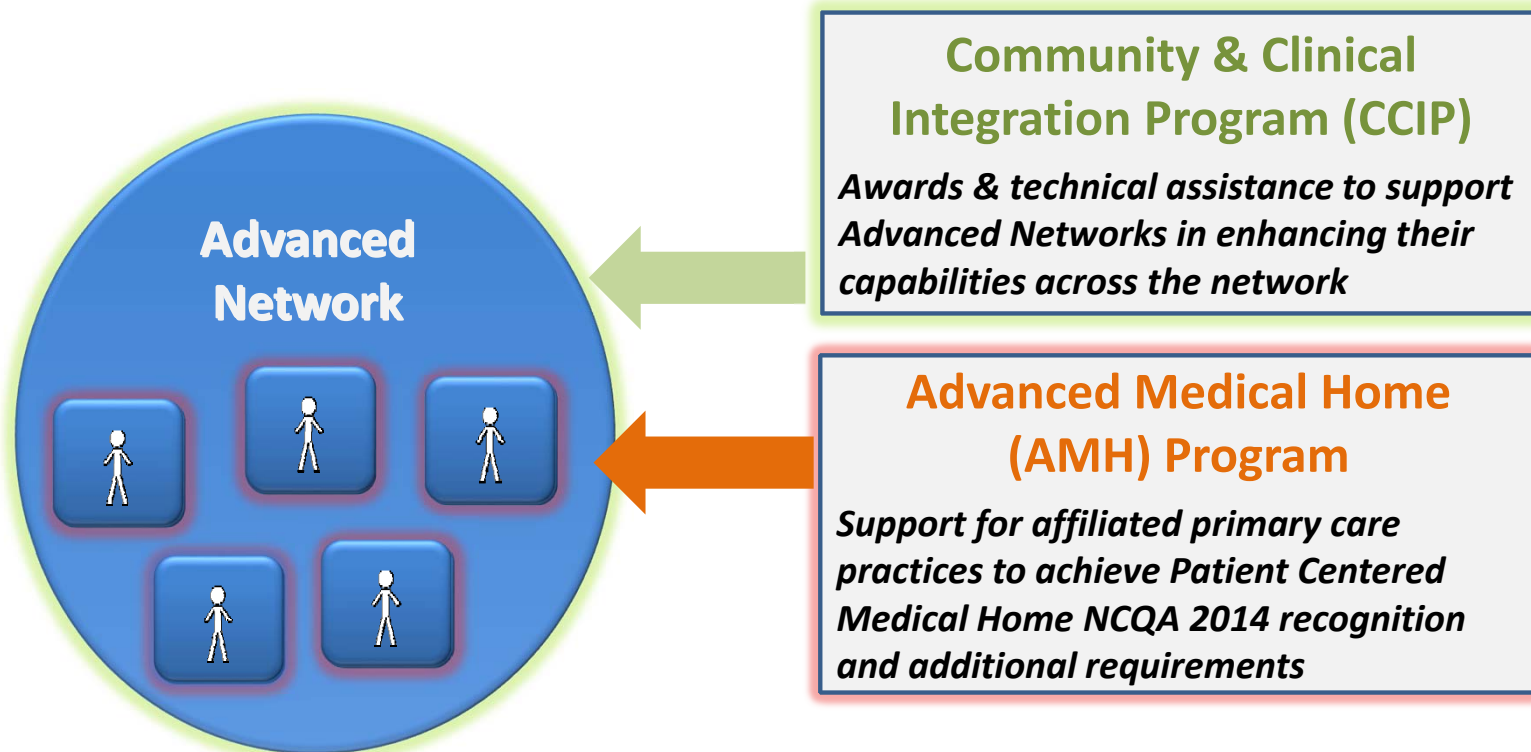 Advanced
Network
Community & Clinical
Integration Program (CCIP)
Awards & technical assistance to support
Advanced Networks in enhancing their
capabilities across the network
Advanced Medical Home
(AMH) Program
Support for affiliated primary care
practices to achieve Patient Centered
Medical Home NCQA 2014 recognition
and additional requirements